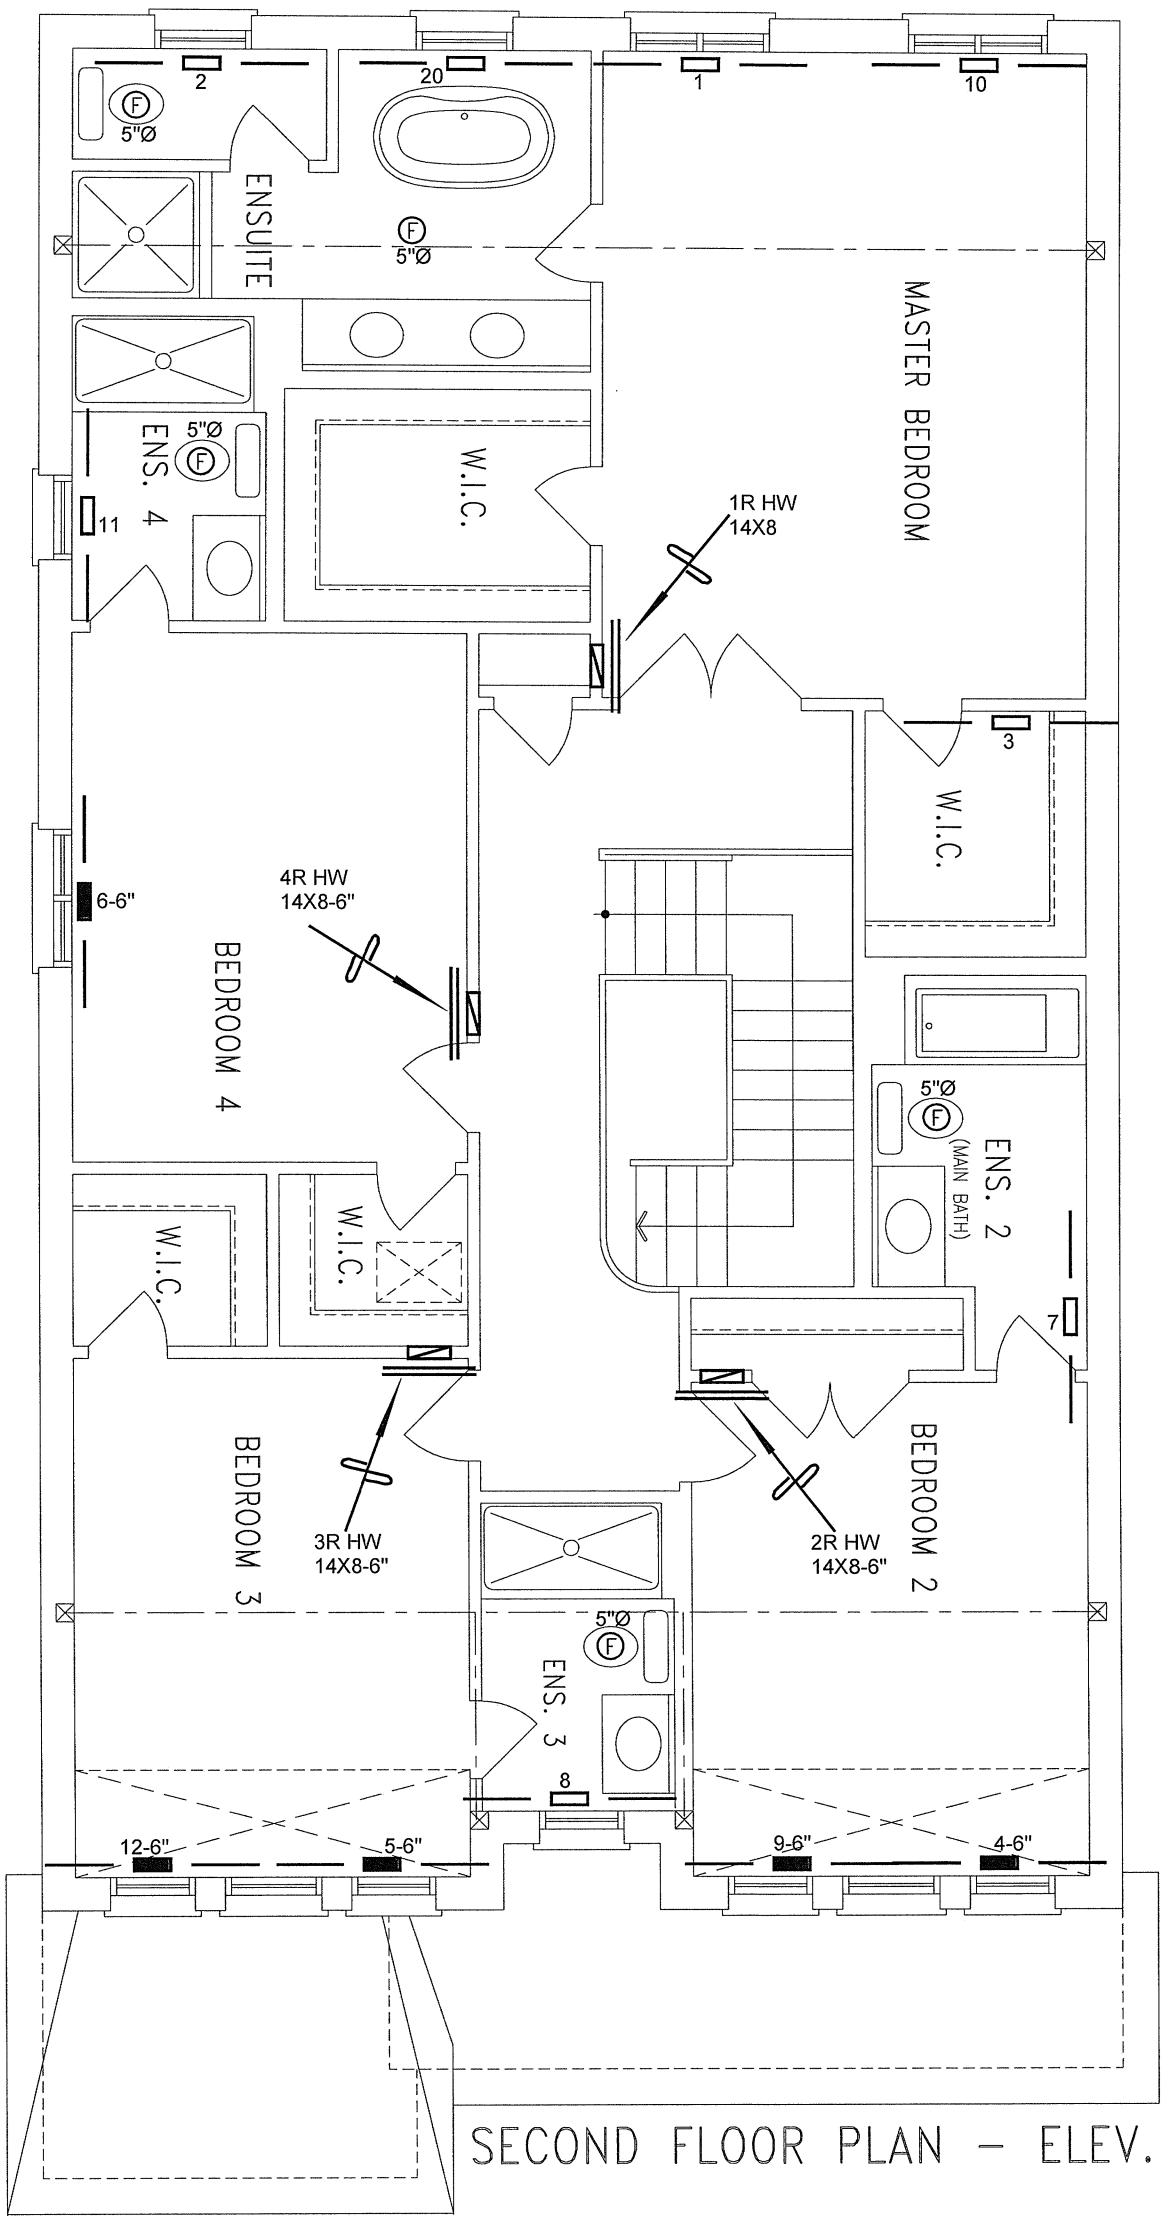 2
20
1
10
F
5"Ø
ENSUITE
F
5"Ø
MASTER BEDROOM
5"Ø
F
ENS. 4
W.I.C.
11
1R HW
14X8
3
W.I.C.
4R HW
14X8-6"
6-6"
BEDROOM 4
5"Ø
F
ENS. 2
(MAIN BATH)
W.I.C.
W.I.C.
7
BEDROOM 3
BEDROOM 2
3R HW
14X8-6"
2R HW
14X8-6"
5"Ø
F
ENS. 3
8
12-6"
5-6"
9-6"
4-6"
SECOND FLOOR PLAN - ELEV.